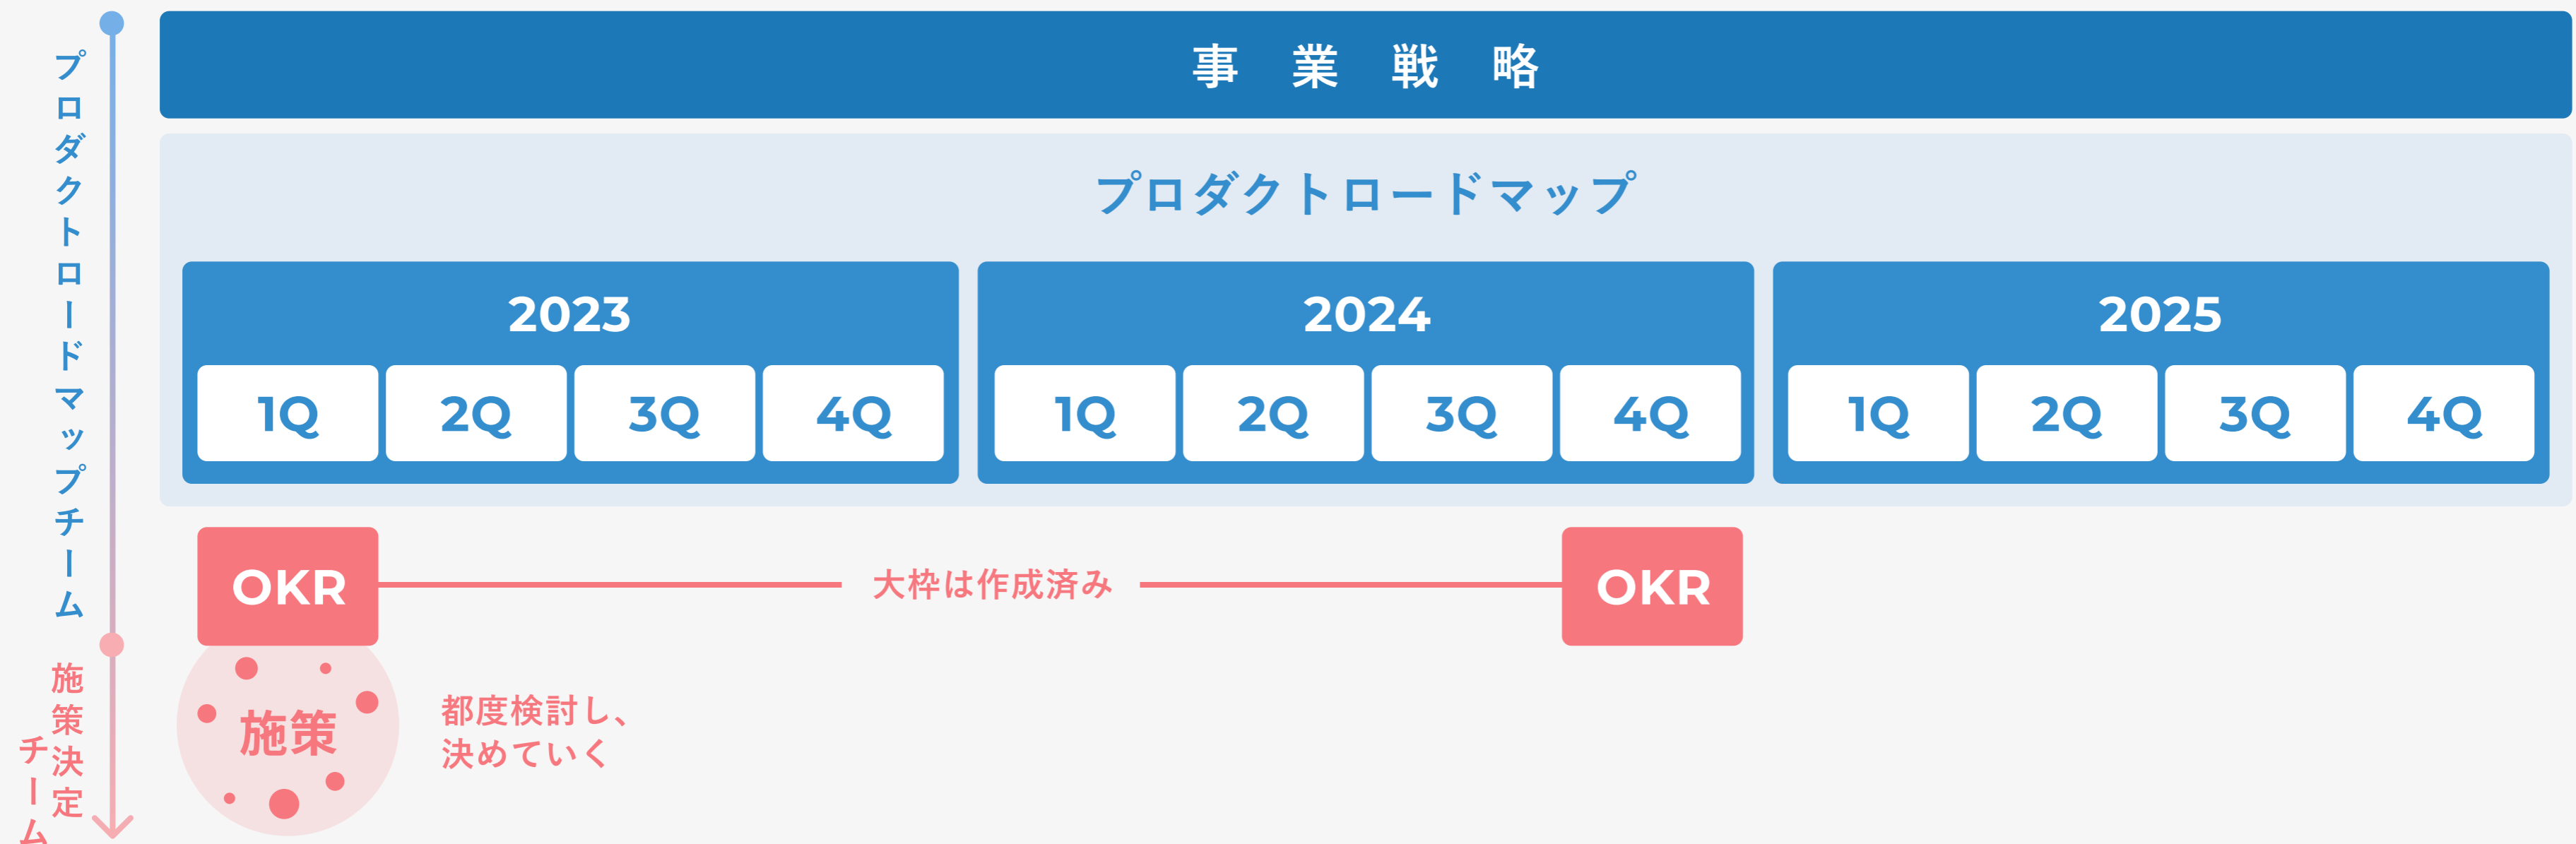 事業戦略
プロダクトロードマップ
2023
1Q 2Q 3Q 4Q
2024
1Q 2Q 3Q 4Q
2025
1Q 2Q 3Q 4Q
OKR
大枠は作成済み
OKR
施策
都度検討し、
決めていく
プロダクトロードマップチーム
施策決定
チーム